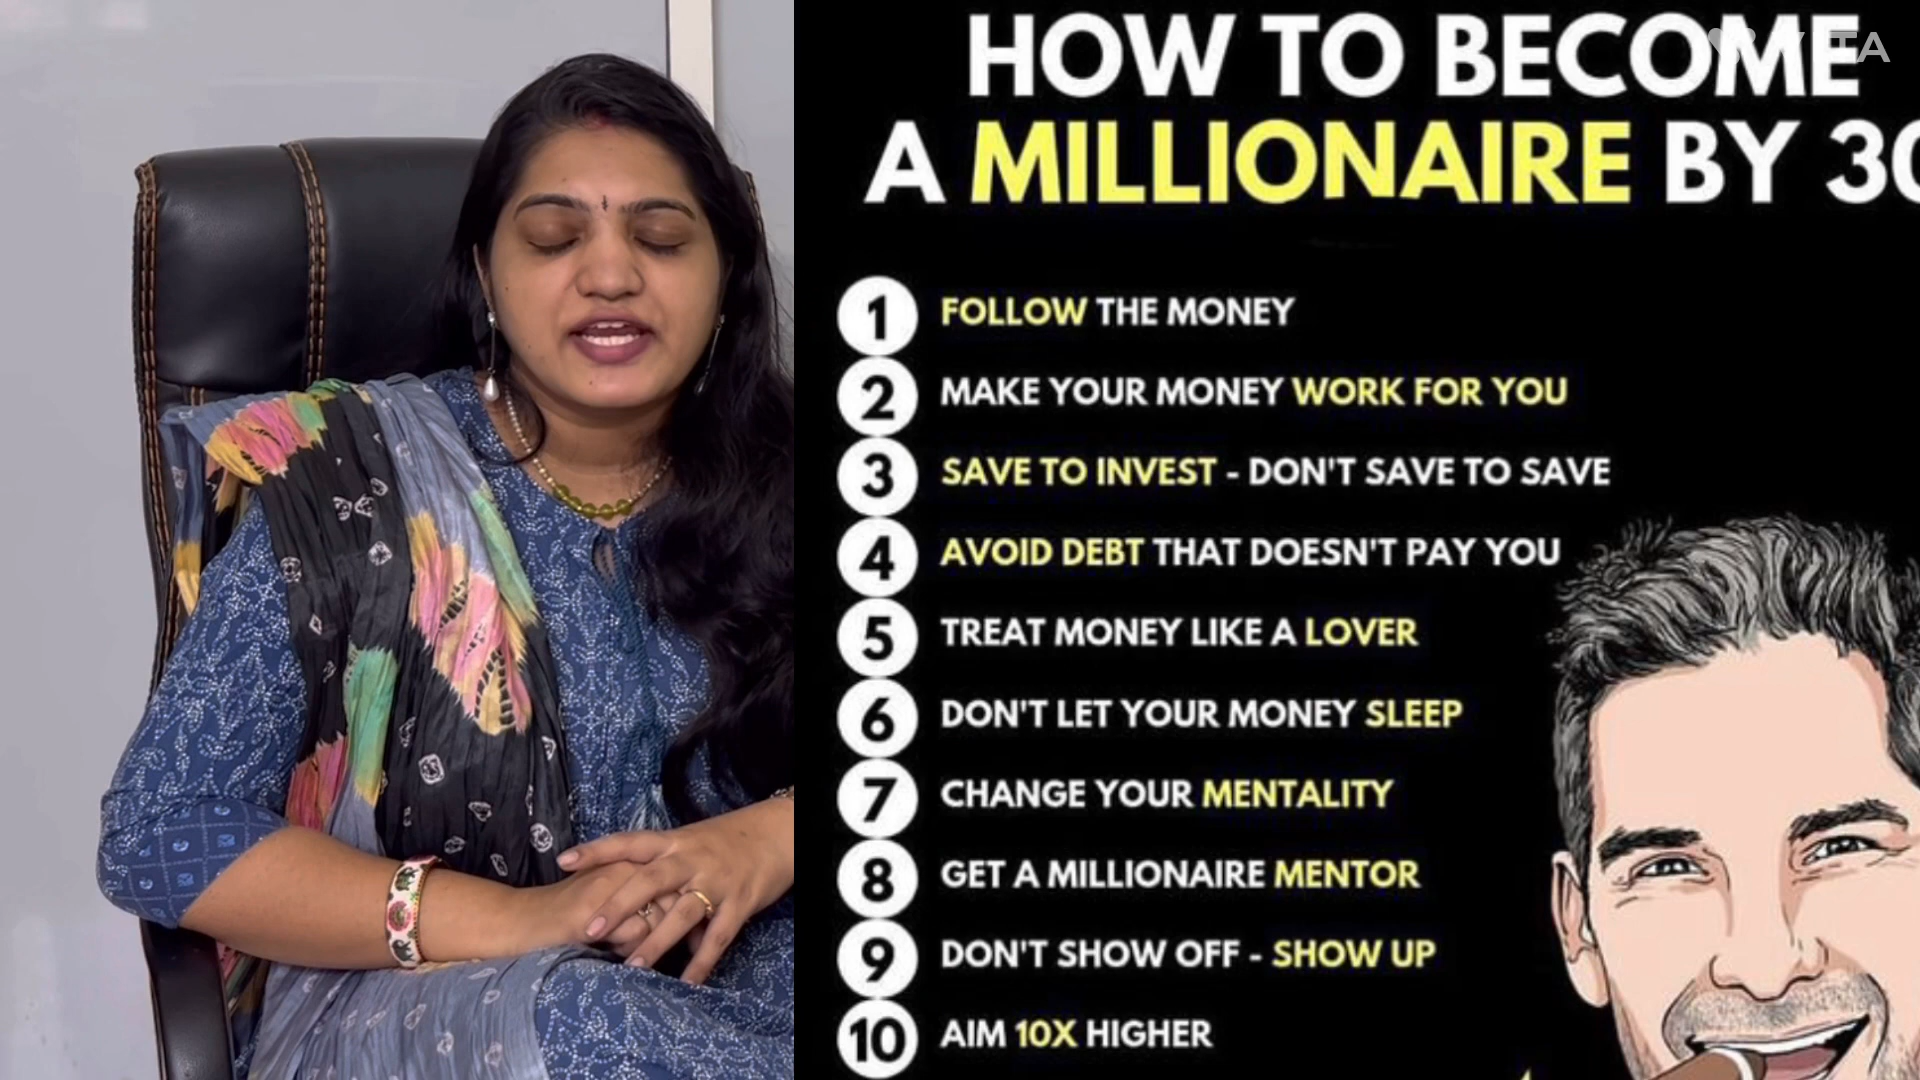 HOW TO BECOME
A MILLIONAIRE BY 30
1 FOLLOW THE MONEY
2 MAKE YOUR MONEY WORK FOR YOU
3 SAVE TO INVEST - DON'T SAVE TO SAVE
4 AVOID DEBT THAT DOESN'T PAY YOU
5 TREAT MONEY LIKE A LOVER
6 DON'T LET YOUR MONEY SLEEP
7 CHANGE YOUR MENTALITY
8 GET A MILLIONAIRE MENTOR
9 DON'T SHOW OFF - SHOW UP
10 AIM 10X HIGHER